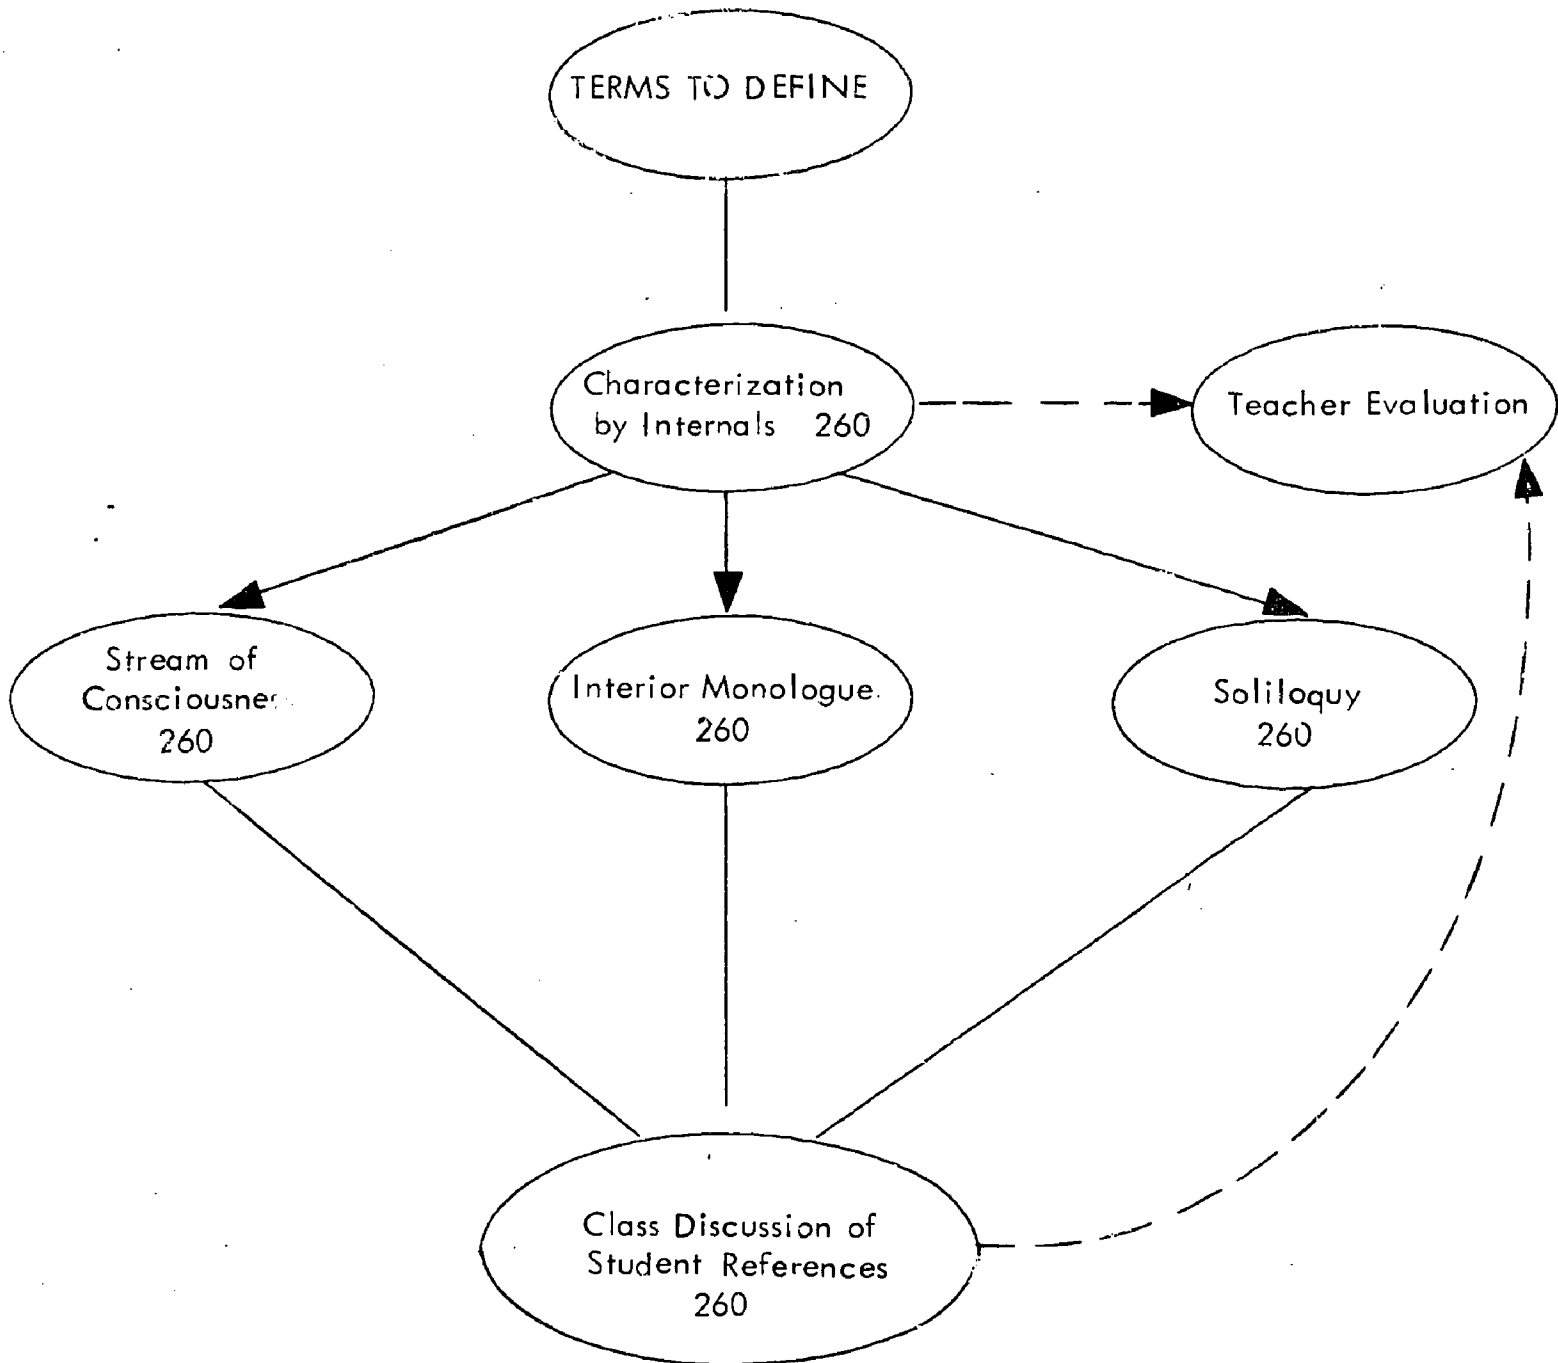 TERMS TO DEFINE
Characterization
by Internals 260
Teacher Evaluation
Stream of
Consciousnes
260
Interior Monologue
260
Soliloquy
260
Class Discussion of
Student References
260